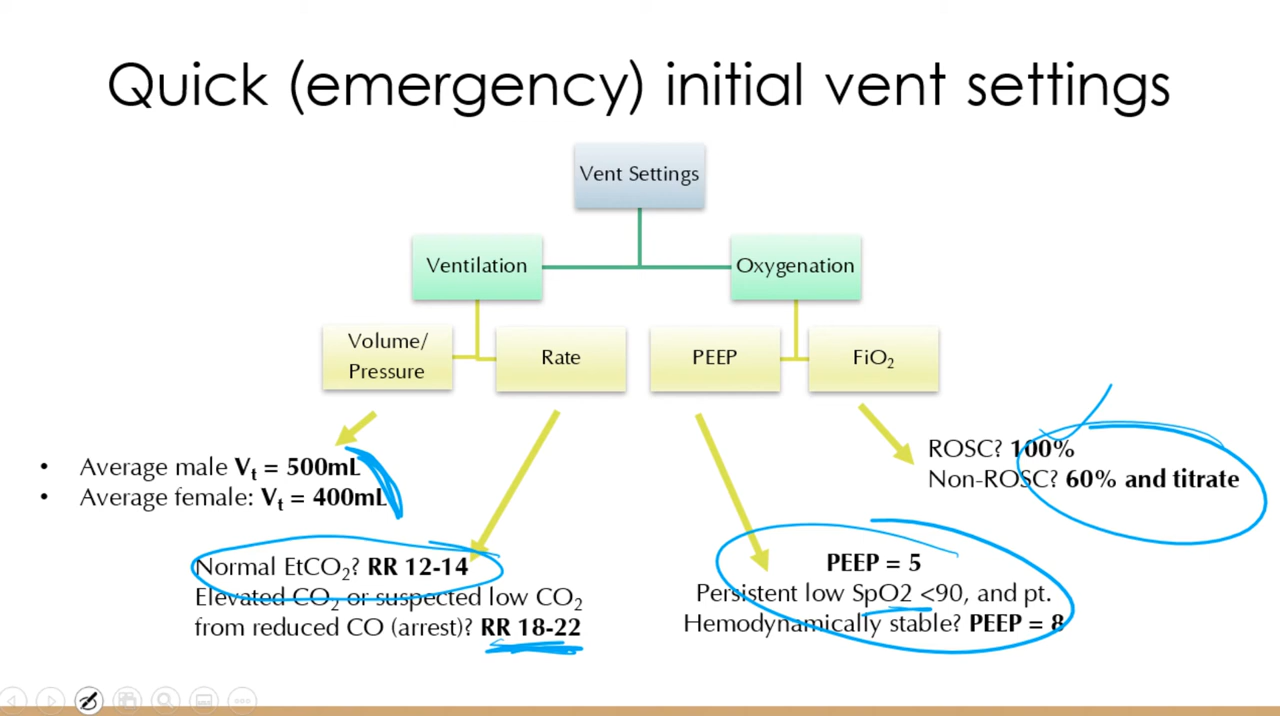 Quick (emergency) initial vent settings
Vent Settings
Ventilation
Oxygenation
Volume/
Pressure
Rate
PEEP
FiO₂
• Average male Vₜ = 500mL
• Average female: Vₜ = 400mL
ROSC? 100%
Non-ROSC? 60% and titrate
Normal EtCO₂? RR 12-14
Elevated CO₂ or suspected low CO₂
from reduced CO (arrest)? RR 18-22
PEEP = 5
Persistent low SpO2 <90, and pt.
Hemodynamically stable? PEEP = 8